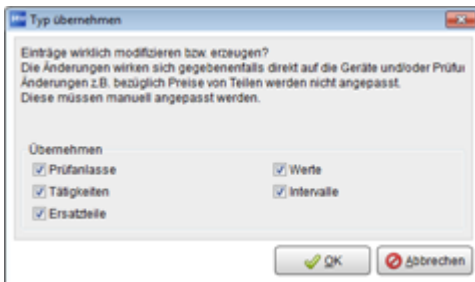 Typ übernehmen
Einträge wirklich modifizieren bzw. erzeugen?
Die Änderungen wirken sich gegebenenfalls direkt auf die Geräte und/oder
Änderungen z.B. bezüglich Preise von Teilen werden nicht angepasst.
Diese müssen manuell angepasst werden.
Übernehmen
Prüfanlässe Werte
Tätigkeiten Intervalle
Ersatzteile
OK Abbrechen